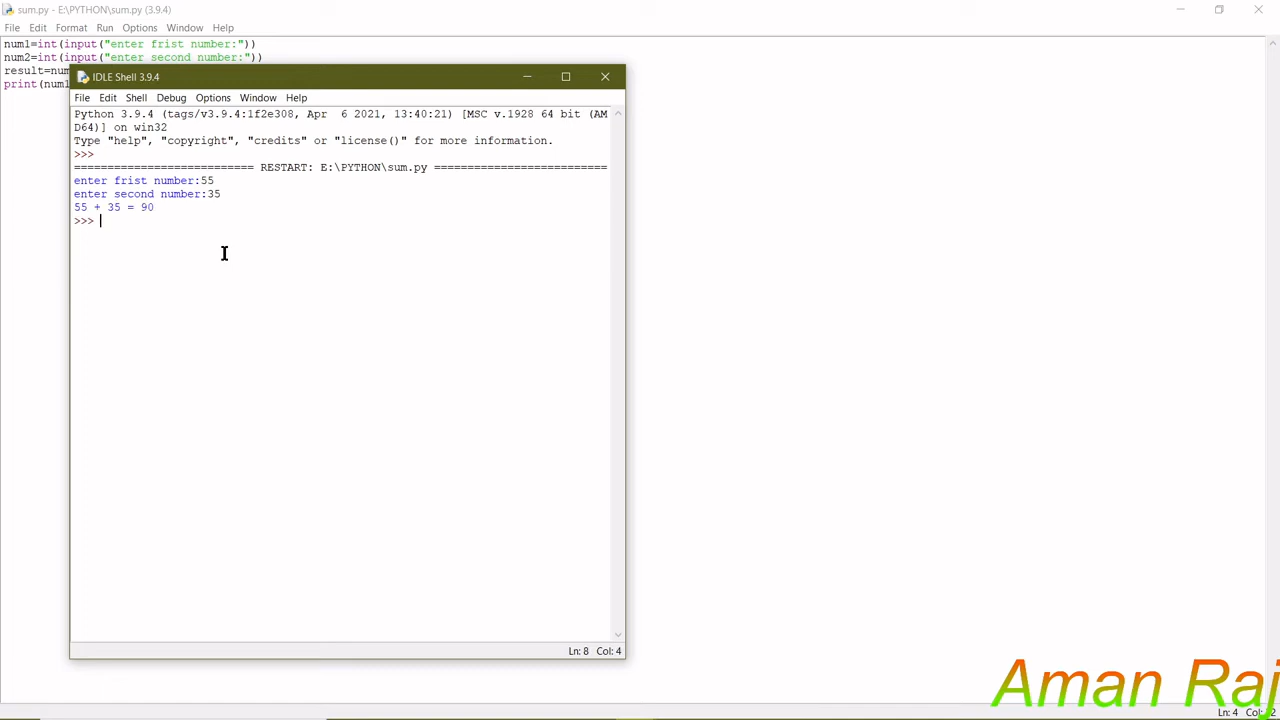 sum.py - E:\PYTHON\sum.py (3.9.4)
File Edit Format Run Options Window Help
num1=int(input("enter frist number:"))
num2=int(input("enter second number:"))
result=num
print(num1
IDLE Shell 3.9.4
File Edit Shell Debug Options Window Help
Python 3.9.4 (tags/v3.9.4:1f2e308, Apr  6 2021, 13:40:21) [MSC v.1928 64 bit (AM
D64)] on win32
Type "help", "copyright", "credits" or "license()" for more information.
>>>
=========================== RESTART: E:\PYTHON\sum.py ==========================
enter frist number:55
enter second number:35
55 + 35 = 90
>>>
Ln: 8 Col: 4
Aman Raj
Ln: 4 Col: